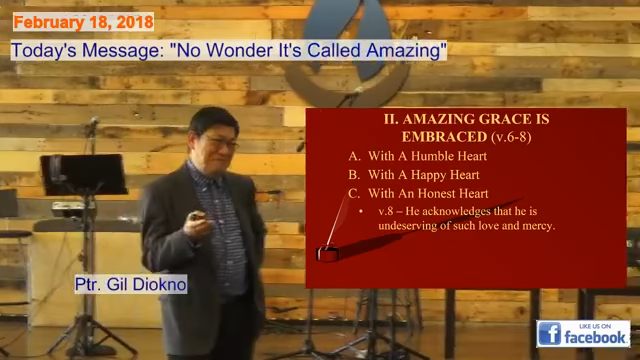 February 18, 2018
Today's Message: "No Wonder It's Called Amazing"
II. AMAZING GRACE IS
EMBRACED (v.6-8)
A. With A Humble Heart
B. With A Happy Heart
C. With An Honest Heart
• v.8 – He acknowledges that he is
undeserving of such love and mercy.
Ptr. Gil Diokno
LIKE US ON
facebook